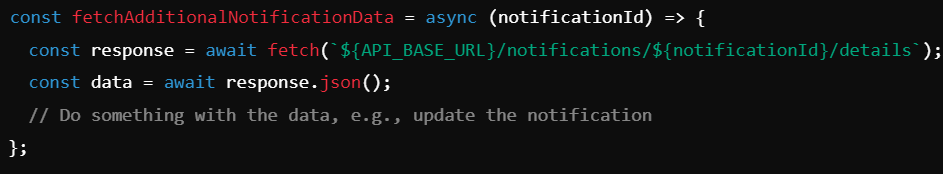 const fetchAdditionalNotificationData = async (notificationId) => {
  const response = await fetch(`${API_BASE_URL}/notifications/${notificationId}/details`);
  const data = await response.json();
  // Do something with the data, e.g., update the notification
};